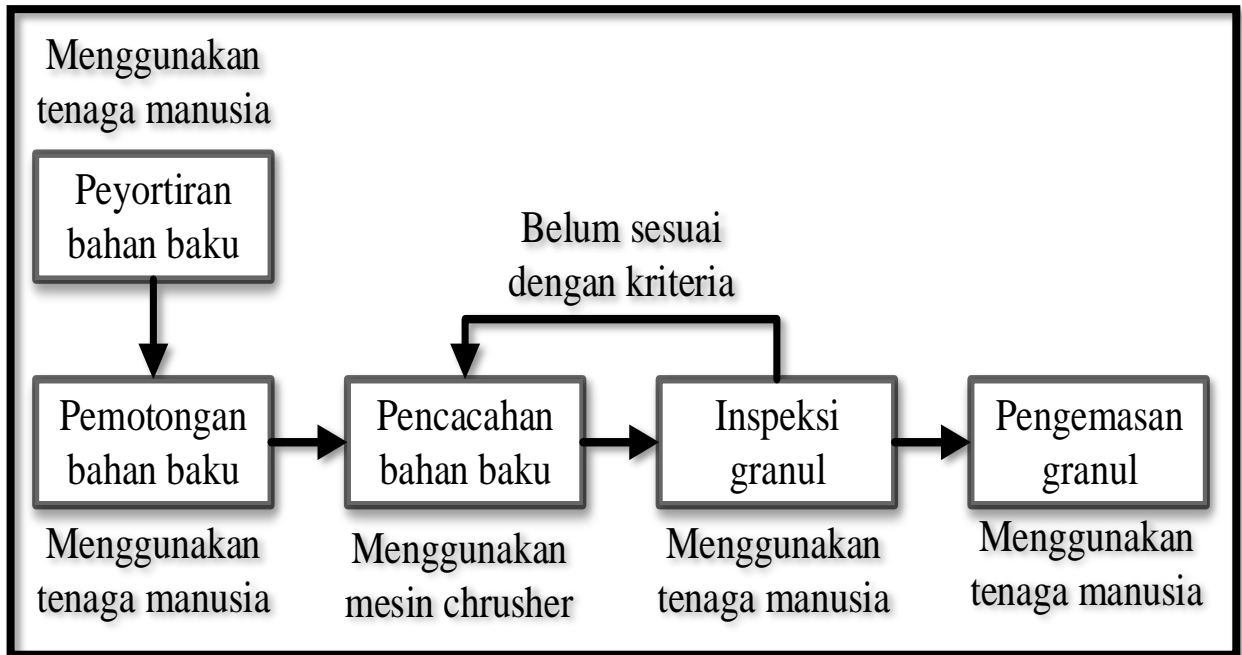 Menggunakan
tenaga manusia
Peyortiran
bahan baku
Belum sesuai
dengan kriteria
Pemotongan
bahan baku
Pencacahan
bahan baku
Inspeksi
granul
Pengemasan
granul
Menggunakan
tenaga manusia
Menggunakan
mesin chrusher
Menggunakan
tenaga manusia
Menggunakan
tenaga manusia